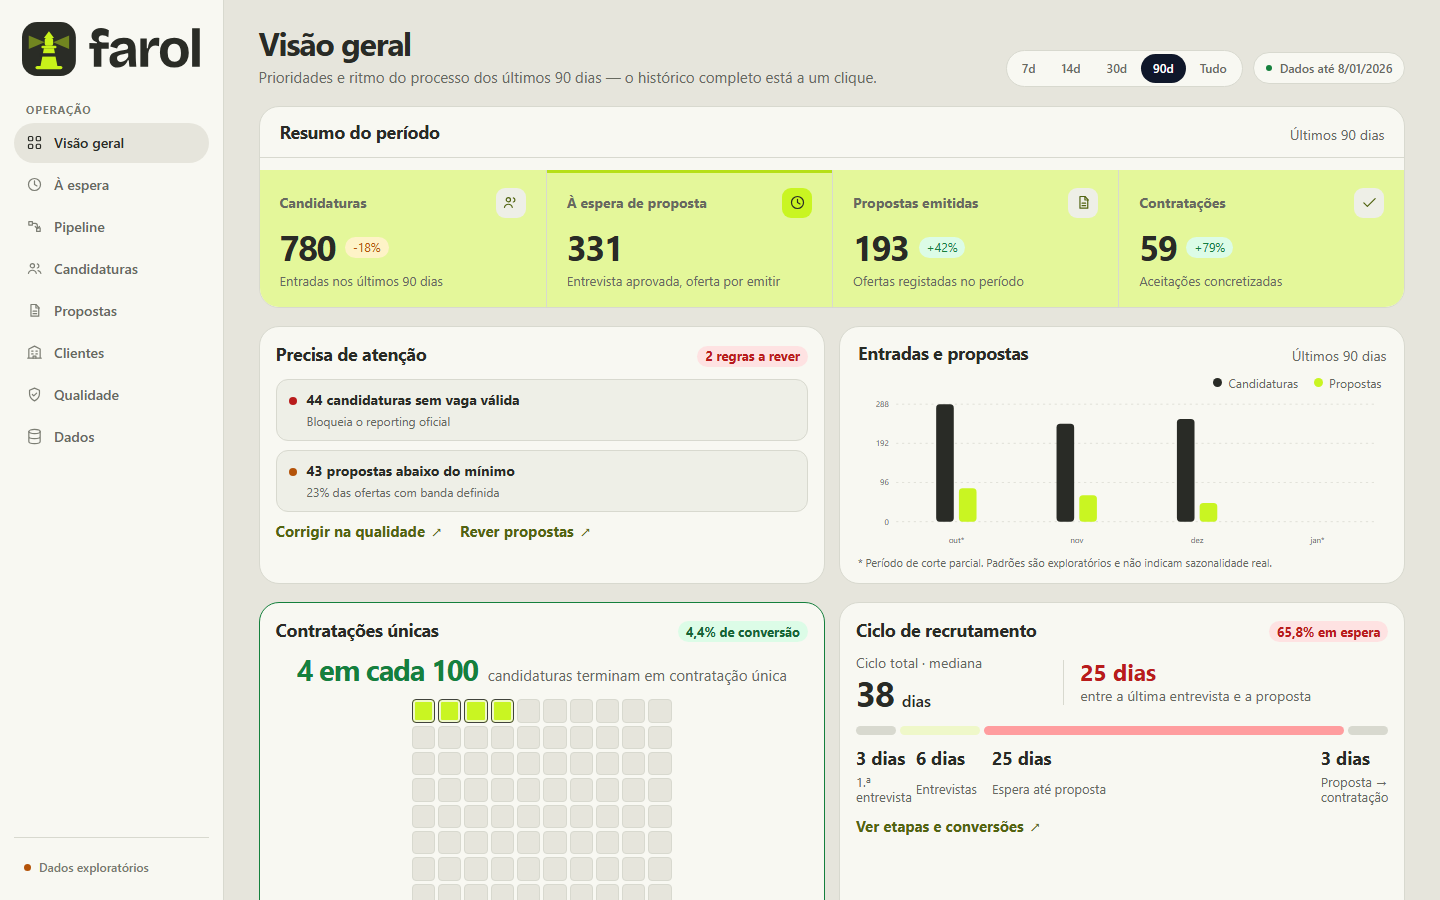 farol
OPERAÇÃO
Visão geral
À espera
Pipeline
Candidaturas
Propostas
Clientes
Qualidade
Dados
Dados exploratórios
Visão geral
Prioridades e ritmo do processo dos últimos 90 dias — o histórico completo está a um clique.
7d 14d 30d 90d Tudo
Dados até 8/01/2026
Resumo do período
Últimos 90 dias
Candidaturas
780 -18%
Entradas nos últimos 90 dias
À espera de proposta
331
Entrevista aprovada, oferta por emitir
Propostas emitidas
193 +42%
Ofertas registadas no período
Contratações
59 +79%
Aceitações concretizadas
Precisa de atenção
2 regras a rever
44 candidaturas sem vaga válida
Bloqueia o reporting oficial
43 propostas abaixo do mínimo
23% das ofertas com banda definida
Corrigir na qualidade ↗ Rever propostas ↗
Entradas e propostas
Últimos 90 dias
Candidaturas Propostas
288
192
96
0
out* nov dez jan*
* Período de corte parcial. Padrões são exploratórios e não indicam sazonalidade real.
Contratações únicas
4,4% de conversão
4 em cada 100 candidaturas terminam em contratação única
Ciclo de recrutamento
65,8% em espera
Ciclo total · mediana
38 dias
25 dias
entre a última entrevista e a proposta
3 dias
1.ª
entrevista
6 dias
Entrevistas
25 dias
Espera até proposta
3 dias
Proposta →
contratação
Ver etapas e conversões ↗